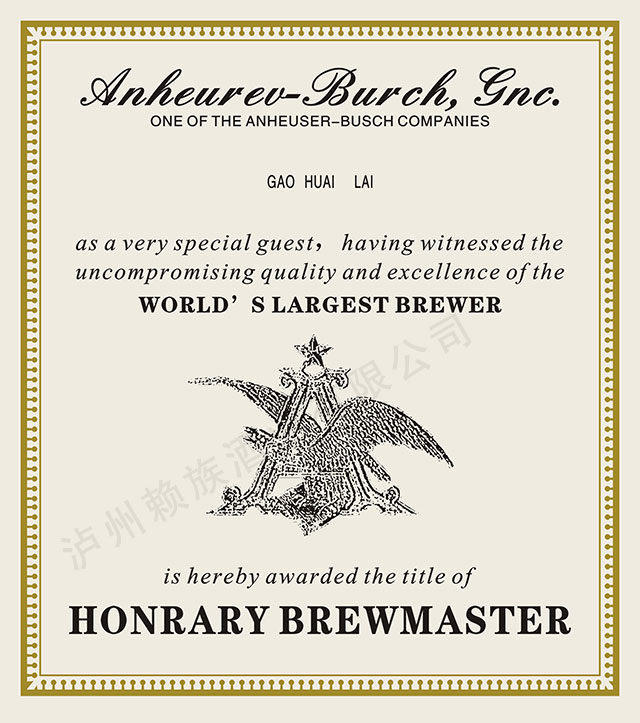 Anheurev-Burch, Gnc.
ONE OF THE ANHEUSER-BUSCH COMPANIES
GAO HUAI LAI
as a very special guest， having witnessed the
uncompromising quality and excellence of the
WORLD’S LARGEST BREWER
泸州赖族酒 限公司
is hereby awarded the title of
HONRARY BREWMASTER